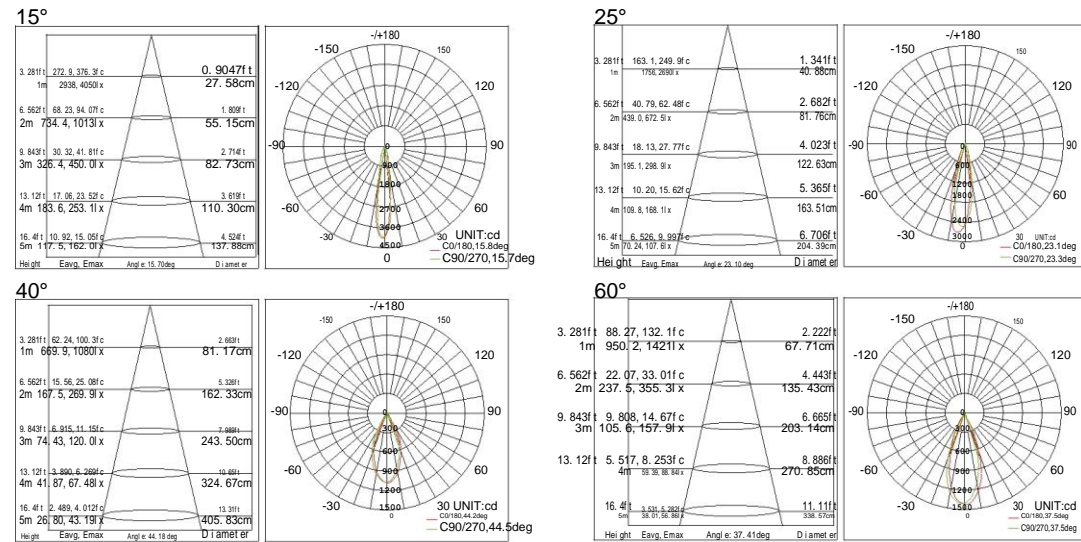 15°
3. 281ft 272. 9, 376. 3fc 0. 9047ft
1m 2938, 4050lx 27. 58cm
6. 562ft 68. 23, 94. 07fc 1. 809ft
2m 734. 4, 1013lx 55. 15cm
9. 843ft 30. 32, 41. 81fc 2. 714ft
3m 326. 4, 450. 0lx 82. 73cm
13. 12ft 17. 06, 23. 52fc 3. 619ft
4m 183. 6, 253. 1lx 110. 30cm
16. 4ft 10. 92, 15. 05fc 4. 524ft
5m 117. 5, 162. 0lx 137. 88cm
Height Eavg, Emax Angle: 15. 70deg Diameter
-/+180
-150 150
-120 120
-90 0 90
900
1800
-60 2700 60
3600
-30 4500 30 UNIT:cd
0
C0/180,15.8deg
C90/270,15.7deg
25°
3. 281ft 163. 1, 249. 9fc 1. 341ft
1m 1756, 2690lx 40. 88cm
6. 562ft 40. 79, 62. 48fc 2. 682ft
2m 439. 0, 672. 5lx 81. 76cm
9. 843ft 18. 13, 27. 77fc 4. 023ft
3m 195. 1, 298. 9lx 122. 63cm
13. 12ft 10. 20, 15. 62fc 5. 365ft
4m 109. 8, 168. 1lx 163. 51cm
16. 4ft 6. 526, 9. 997fc 6. 706ft
5m 70. 24, 107. 6lx 204. 39cm
Height Eavg, Emax Angle: 23. 10deg Diameter
-/+180
-150 150
-120 120
-90 0 90
600
1200
-60 1800 60
2400
-30 3000 30 UNIT:cd
0
C0/180,23.1deg
C90/270,23.3deg
40°
3. 281ft 62. 24, 100. 3fc 2. 663ft
1m 669. 9, 1080lx 81. 17cm
6. 562ft 15. 56, 25. 08fc 5. 326ft
2m 167. 5, 269. 9lx 162. 33cm
9. 843ft 6. 915, 11. 15fc 7. 989ft
3m 74. 43, 120. 0lx 243. 50cm
13. 12ft 3. 890, 6. 269fc 10. 65ft
4m 41. 87, 67. 48lx 324. 67cm
16. 4ft 2. 489, 4. 012fc 13. 31ft
5m 26. 80, 43. 19lx 405. 83cm
Height Eavg, Emax Angle: 44. 18deg Diameter
-/+180
-150 150
-120 120
-90 0 90
300
600
-60 900 60
1200
-30 1500 30 UNIT:cd
0
C0/180,44.2deg
C90/270,44.5deg
60°
3. 281ft 88. 27, 132. 1fc 2. 222ft
1m 950. 2, 1421lx 67. 71cm
6. 562ft 22. 07, 33. 01fc 4. 443ft
2m 237. 5, 355. 3lx 135. 43cm
9. 843ft 9. 808, 14. 67fc 6. 665ft
3m 105. 6, 157. 9lx 203. 14cm
13. 12ft 5. 517, 8. 253fc 8. 886ft
4m 59. 39, 88. 84lx 270. 85cm
16. 4ft 3. 531, 5. 282fc 11. 11ft
5m 38. 01, 56. 86lx 338. 57cm
Height Eavg, Emax Angle: 37. 41deg Diameter
-/+180
-150 150
-120 120
-90 0 90
300
600
-60 900 60
1200
-30 1500 30 UNIT:cd
0
C0/180,37.5deg
C90/270,37.5deg